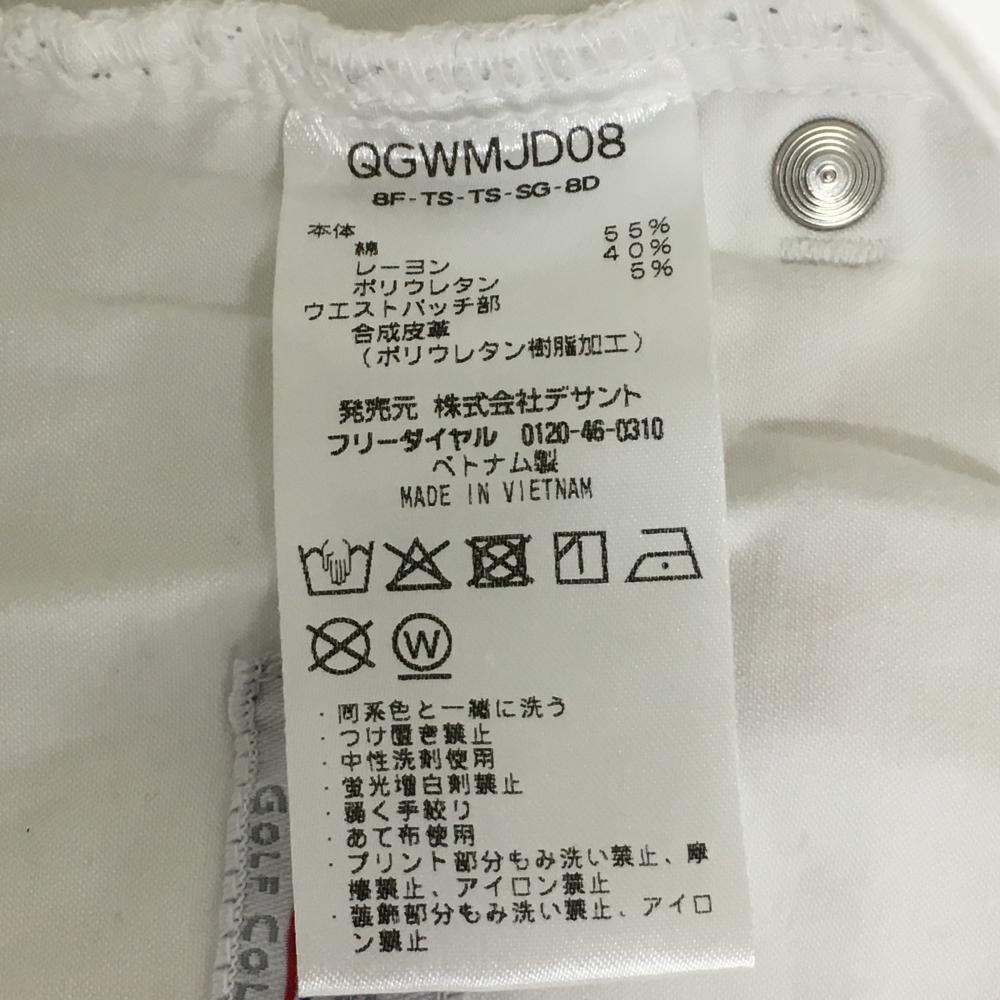 QGWMJD08
8F-TS-TS-SG-8D
本体
綿 55%
レーヨン 40%
ポリウレタン 5%
ウエストパッチ部
合成皮革
（ポリウレタン樹脂加工）
発売元 株式会社デサント
フリーダイヤル 0120-46-0310
ベトナム製
MADE IN VIETNAM
W
・同系色と一緒に洗う
・つけ置き禁止
・中性洗剤使用
・蛍光増白剤禁止
・弱く手絞り
・あて布使用
・プリント部分もみ洗い禁止、摩
擦禁止、アイロン禁止
・装飾部分もみ洗い禁止、アイロ
ン禁止
GOLF COL